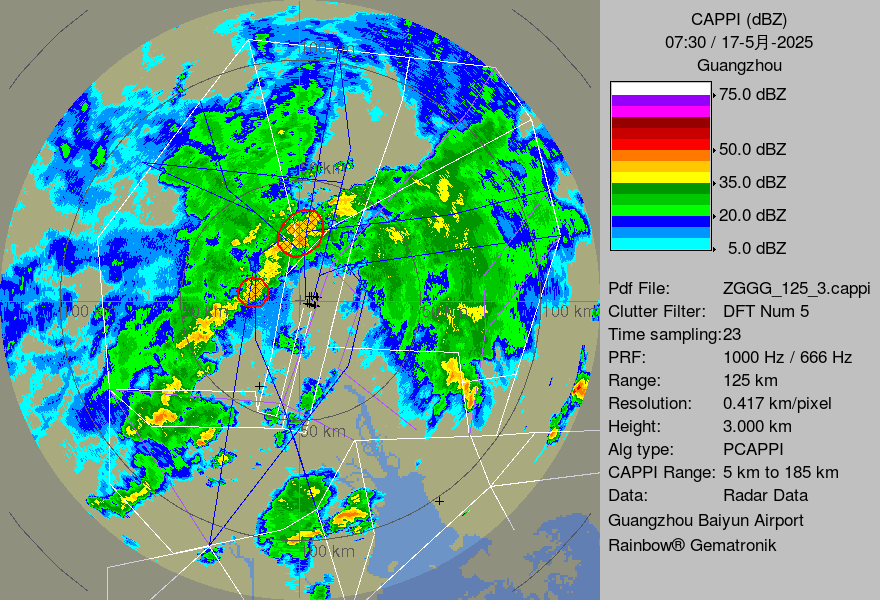 CAPPI (dBZ)
07:30 / 17-5月-2025
Guangzhou
75.0 dBZ
50.0 dBZ
35.0 dBZ
20.0 dBZ
5.0 dBZ
Pdf File: ZGGG_125_3.cappi
Clutter Filter: DFT Num 5
Time sampling:23
PRF: 1000 Hz / 666 Hz
Range: 125 km
Resolution: 0.417 km/pixel
Height: 3.000 km
Alg type: PCAPPI
CAPPI Range: 5 km to 185 km
Data: Radar Data
Guangzhou Baiyun Airport
Rainbow® Gematronik
100 km
50 km
100 km
50 km
50 km
100 km
50 km
100 km